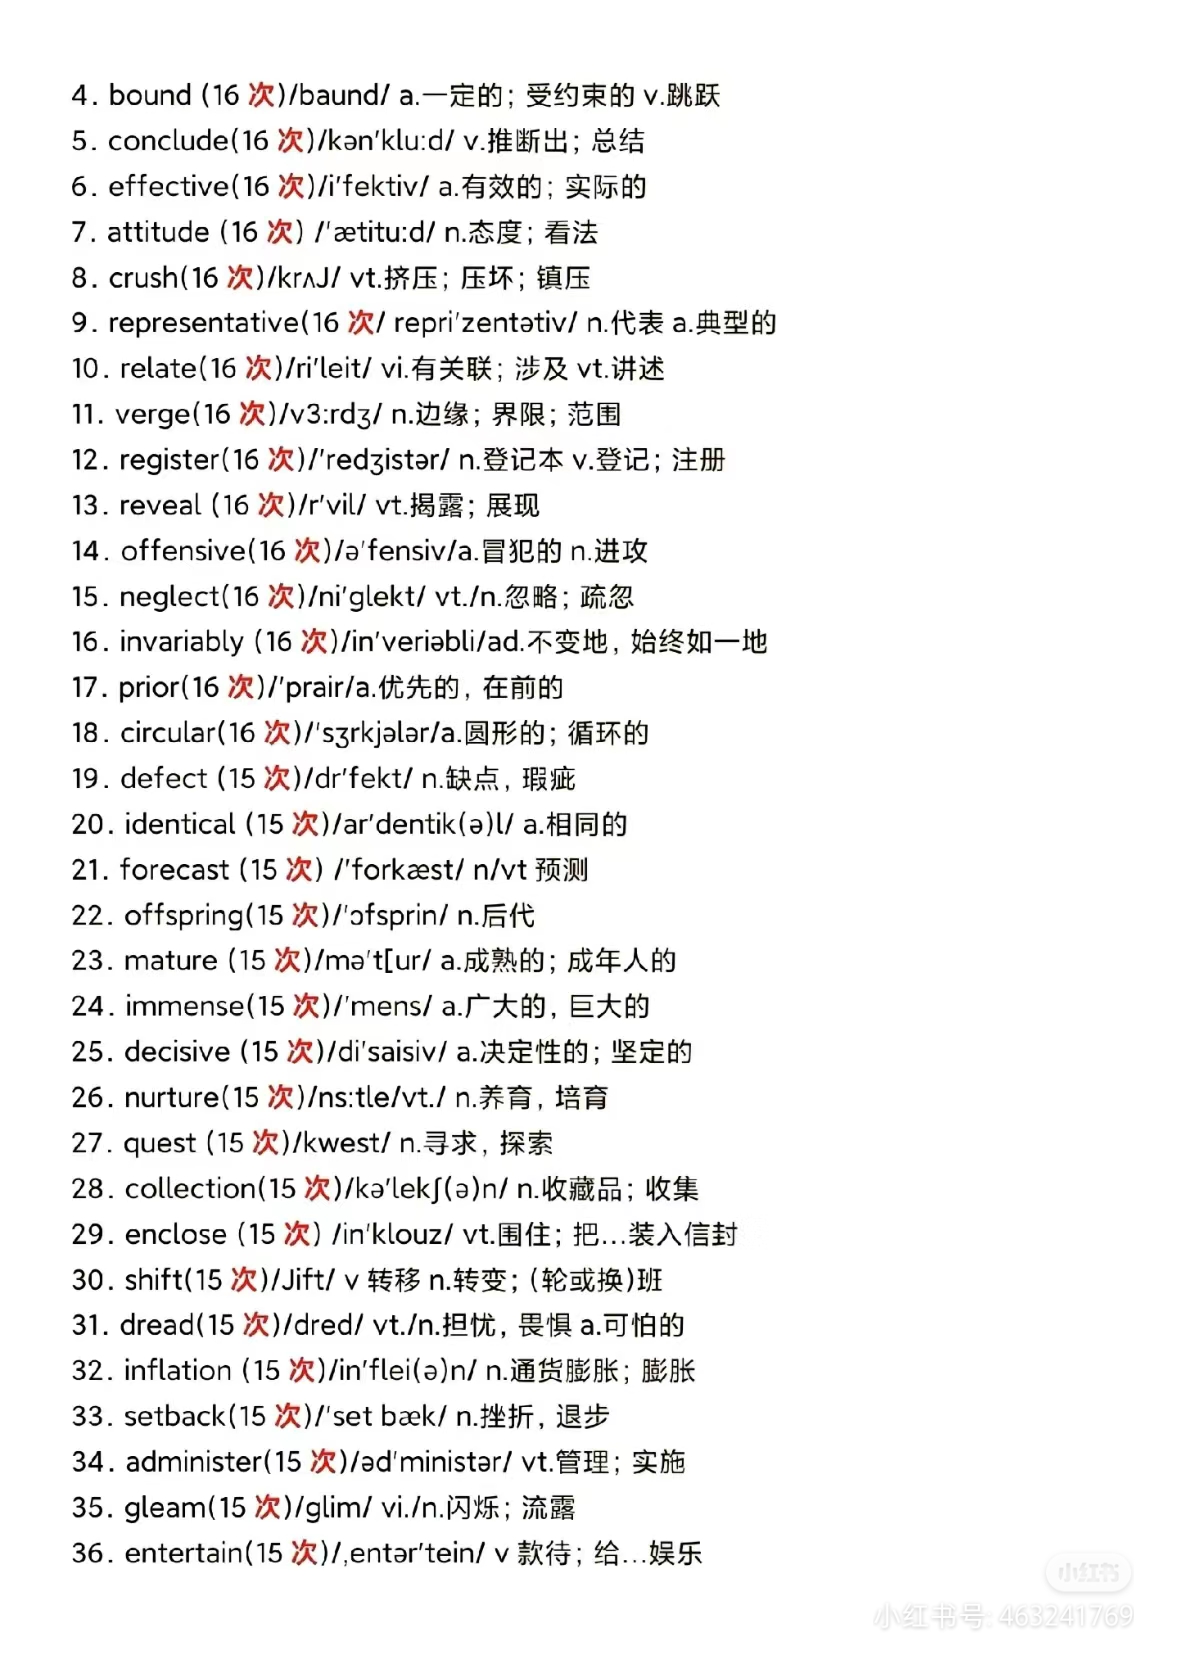 4. bound (16 次)/baund/ a.一定的；受约束的 v.跳跃
5. conclude(16 次)/kən'klu:d/ v.推断出；总结
6. effective(16 次)/i'fektiv/ a.有效的；实际的
7. attitude (16 次) /'ætitu:d/ n.态度；看法
8. crush(16 次)/krʌJ/ vt.挤压；压坏；镇压
9. representative(16 次/ repri'zentətiv/ n.代表 a.典型的
10. relate(16 次)/ri'leit/ vi.有关联；涉及 vt.讲述
11. verge(16 次)/v3:rdʒ/ n.边缘；界限；范围
12. register(16 次)/'redʒistər/ n.登记本 v.登记；注册
13. reveal (16 次)/r'vil/ vt.揭露；展现
14. offensive(16 次)/ə'fensiv/a.冒犯的 n.进攻
15. neglect(16 次)/ni'glekt/ vt./n.忽略；疏忽
16. invariably (16 次)/in'veriəbli/ad.不变地，始终如一地
17. prior(16 次)/'prair/a.优先的，在前的
18. circular(16 次)/'sʒrkjələr/a.圆形的；循环的
19. defect (15 次)/dr'fekt/ n.缺点，瑕疵
20. identical (15 次)/ar'dentik(ə)l/ a.相同的
21. forecast (15 次) /'forkæst/ n/vt 预测
22. offspring(15 次)/'ɔfsprin/ n.后代
23. mature (15 次)/mə't[ur/ a.成熟的；成年人的
24. immense(15 次)/'mens/ a.广大的，巨大的
25. decisive (15 次)/di'saisiv/ a.决定性的；坚定的
26. nurture(15 次)/ns:tle/vt./ n.养育，培育
27. quest (15 次)/kwest/ n.寻求，探索
28. collection(15 次)/kə'lekʃ(ə)n/ n.收藏品；收集
29. enclose (15 次) /in'klouz/ vt.围住；把…装入信封
30. shift(15 次)/Jift/ v 转移 n.转变；(轮或换)班
31. dread(15 次)/dred/ vt./n.担忧，畏惧 a.可怕的
32. inflation (15 次)/in'flei(ə)n/ n.通货膨胀；膨胀
33. setback(15 次)/'set bæk/ n.挫折，退步
34. administer(15 次)/əd'ministər/ vt.管理；实施
35. gleam(15 次)/glim/ vi./n.闪烁；流露
36. entertain(15 次)/,entər'tein/ v 款待；给…娱乐
小红书
小红书号: 463241769